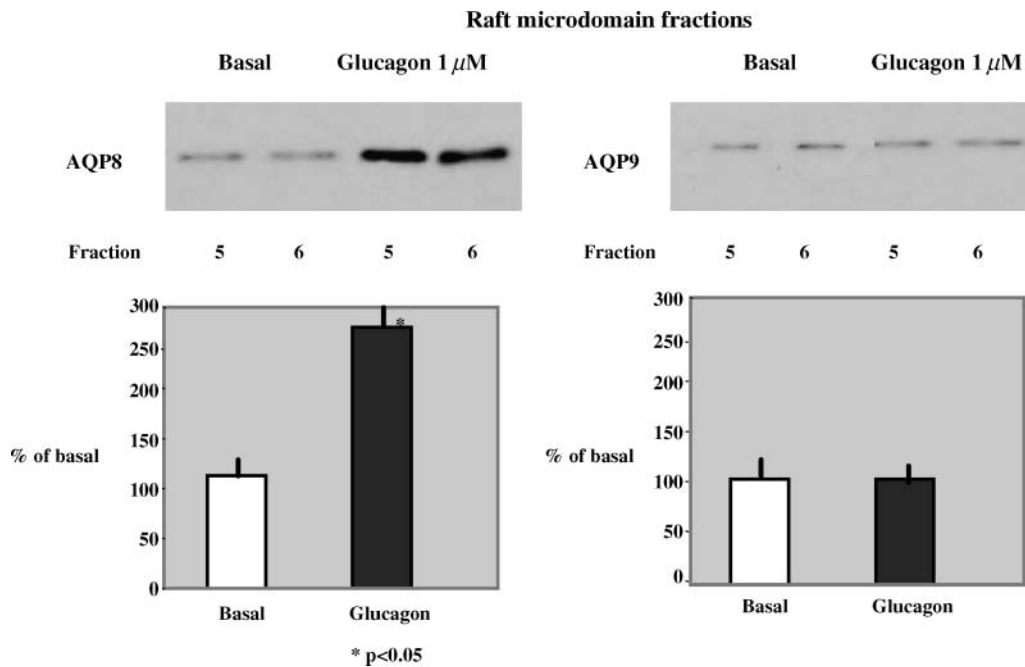 Raft microdomain fractions
Basal Glucagon 1 μM
AQP8
Fraction 5 6 5 6
300
250
200
150
100
50
0
% of basal
Basal Glucagon
* 
* p<0.05
Basal Glucagon 1 μM
AQP9
5 6 5 6
300
250
200
150
100
50
0
% of basal
Basal Glucagon